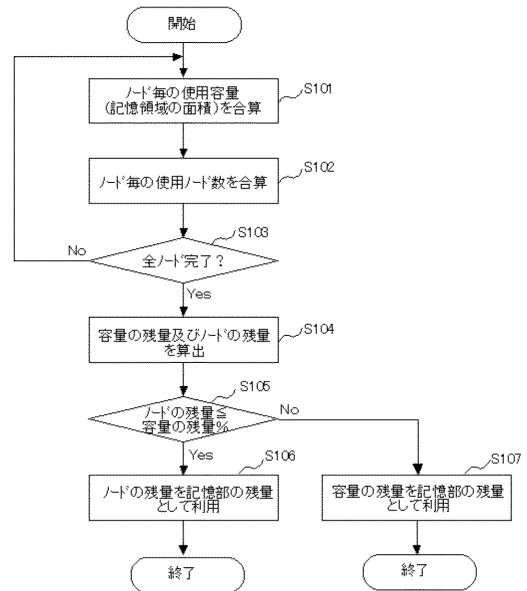 開始
ノード毎の使用容量
(記憶領域の面積)を合算
S101
ノード毎の使用ノード数を合算
S102
全ノード完了？
S103
No
Yes
容量の残量及びノードの残量
を算出
S104
ノードの残量≦
容量の残量%
S105
No
Yes
ノードの残量を記憶部の残量
として利用
S106
容量の残量を記憶部の残量
として利用
S107
終了
終了